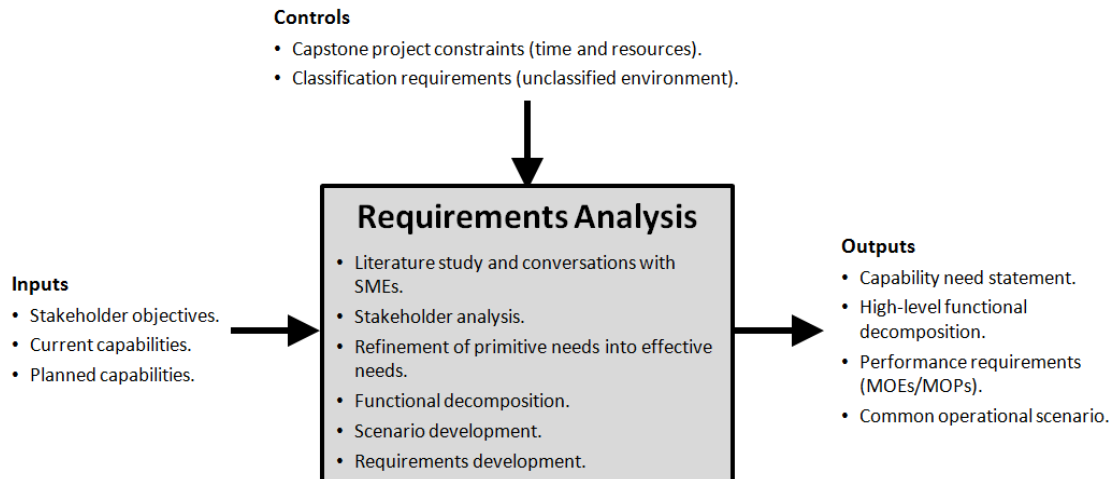 Controls
• Capstone project constraints (time and resources).
• Classification requirements (unclassified environment).
Requirements Analysis
• Literature study and conversations with
SMEs.
• Stakeholder analysis.
• Refinement of primitive needs into effective
needs.
• Functional decomposition.
• Scenario development.
• Requirements development.
Inputs
• Stakeholder objectives.
• Current capabilities.
• Planned capabilities.
Outputs
• Capability need statement.
• High-level functional
decomposition.
• Performance requirements
(MOEs/MOPs).
• Common operational scenario.